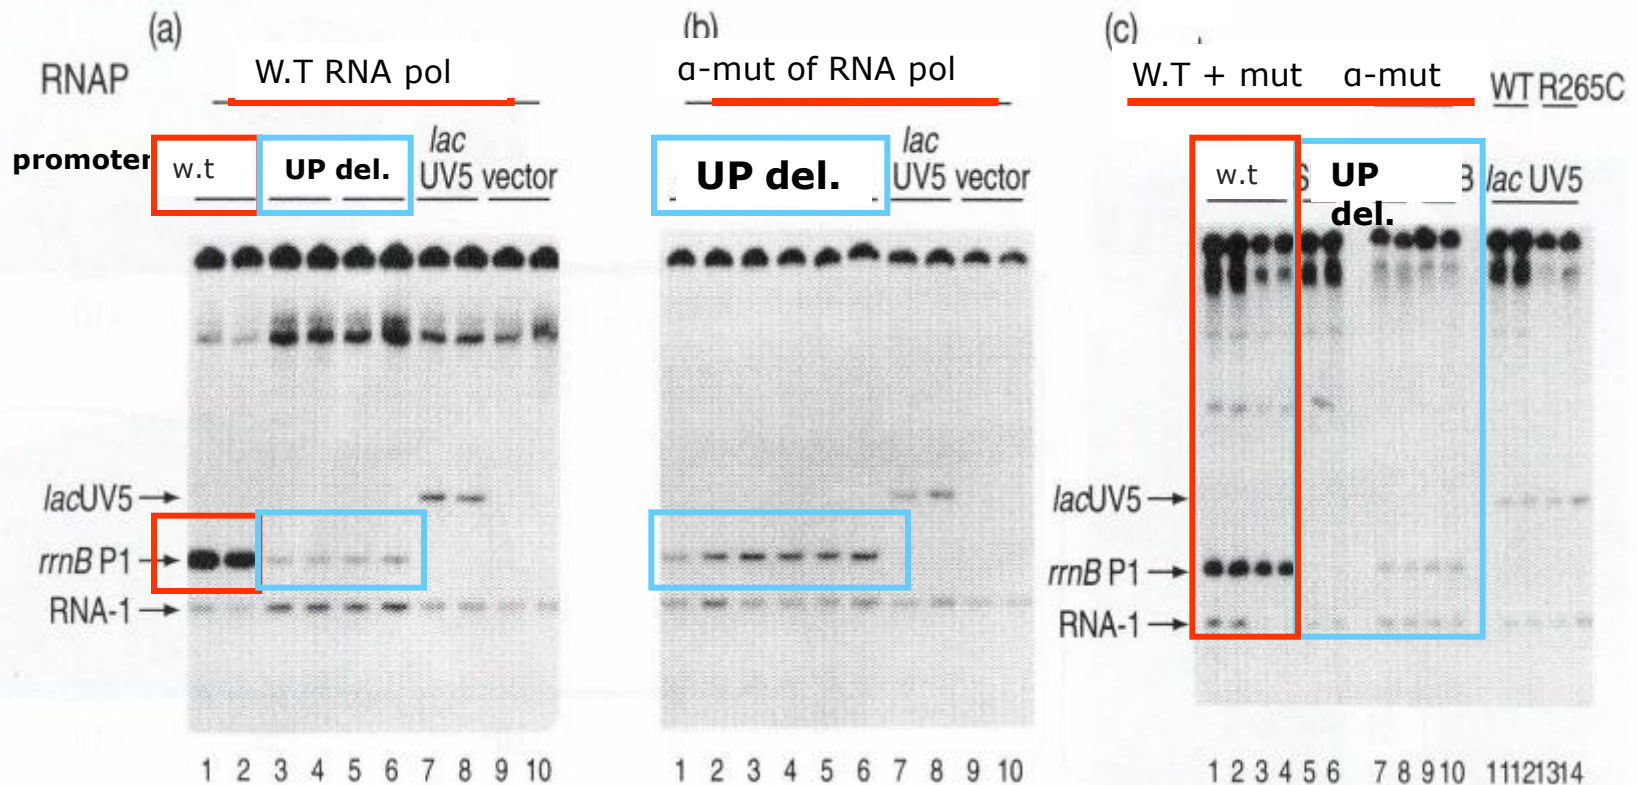 (a)
RNAP
W.T RNA pol
promoter
w.t
UP del.
lac
UV5
vector
lacUV5
rrnB P1
RNA-1
1 2 3 4 5 6 7 8 9 10
(b)
α-mut of RNA pol
UP del.
lac
UV5
vector
1 2 3 4 5 6 7 8 9 10
(c)
W.T + mut
α-mut
WT R265C
w.t
S
UP
del.
B
lac UV5
lacUV5
rrnB P1
RNA-1
1 2 3 4 5 6 7 8 9 10 11 12 13 14